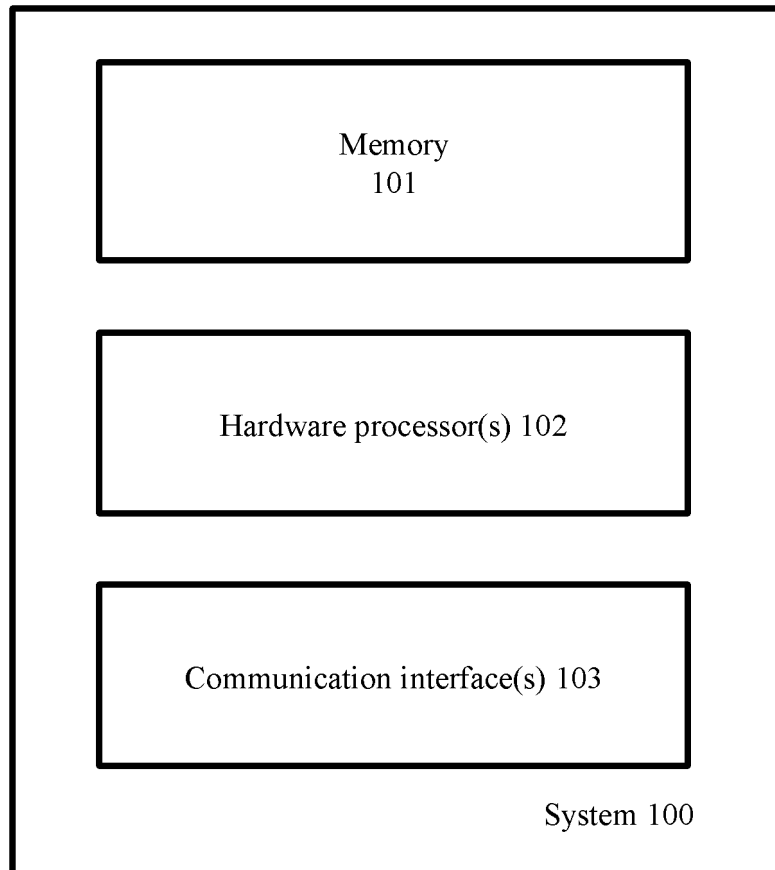 Memory
101
Hardware processor(s) 102
Communication interface(s) 103
System 100